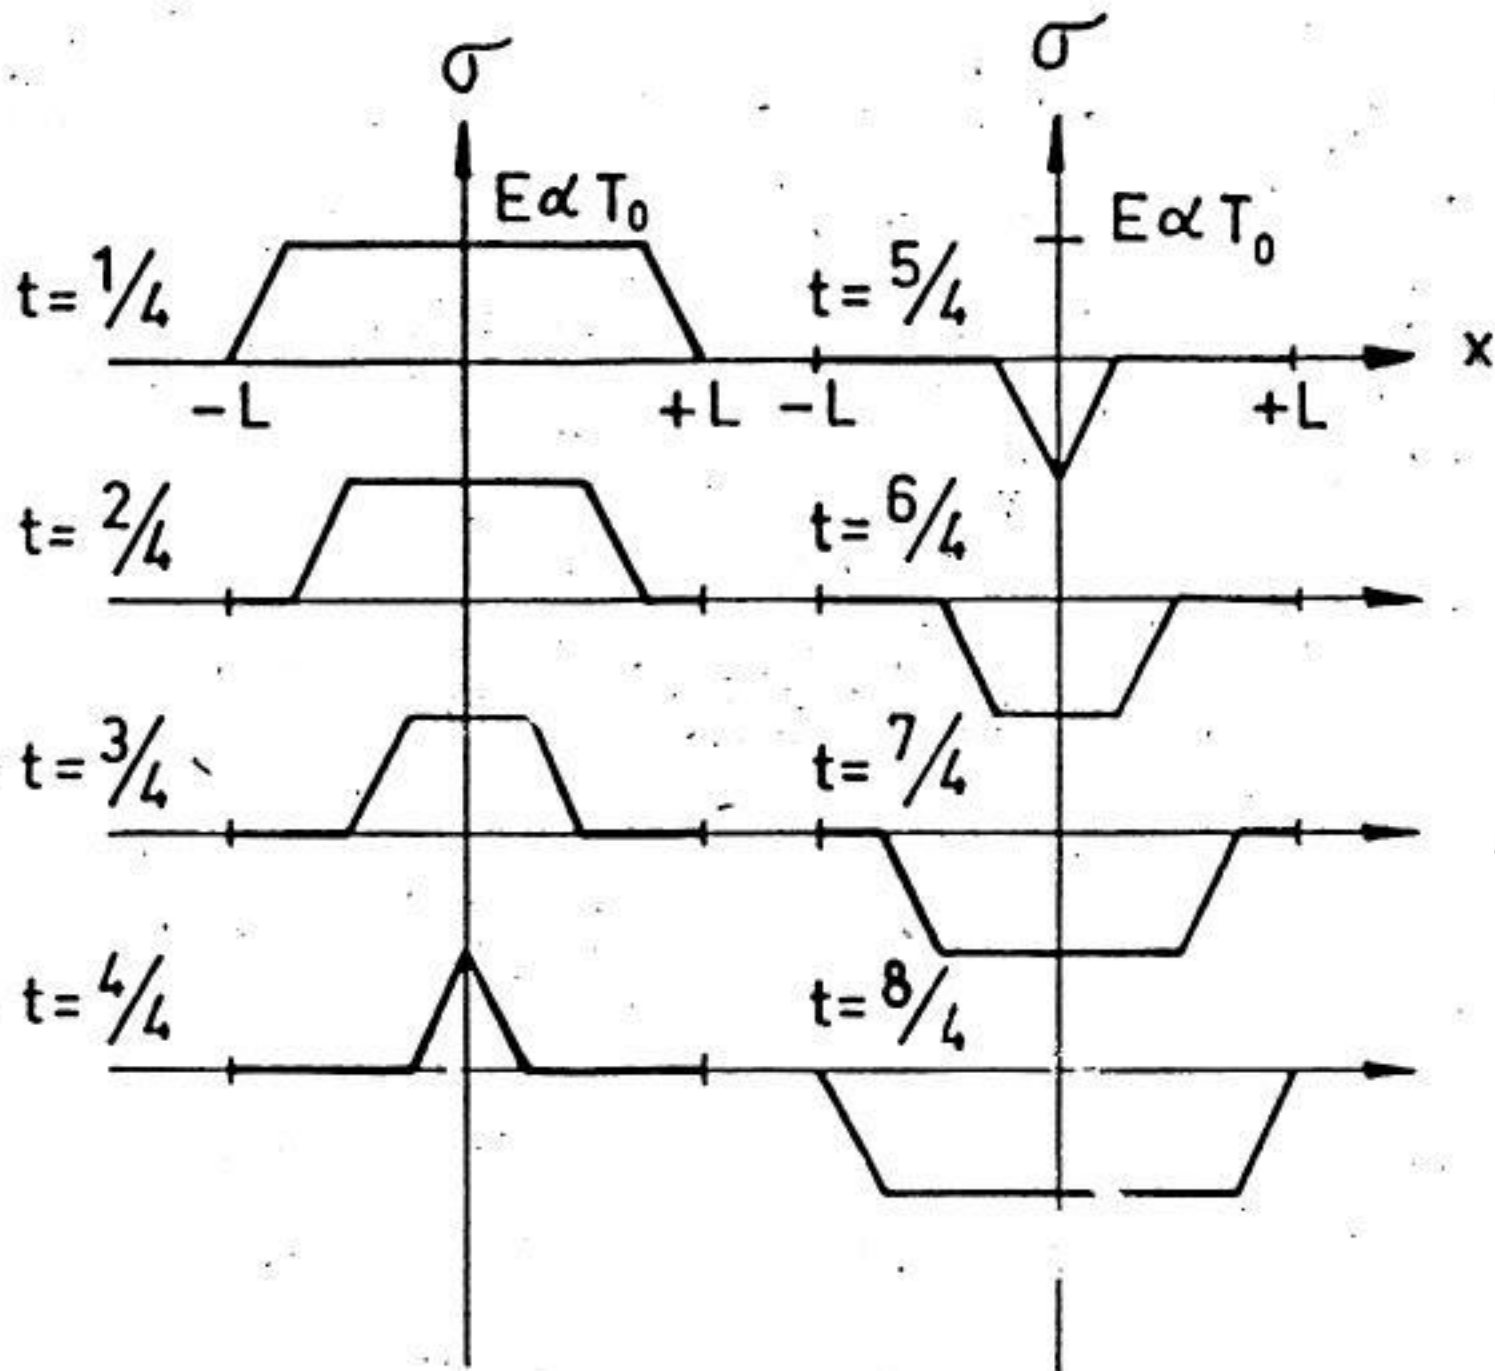 σ
EαT₀
t= 1/4
-L
+L
t= 2/4
t= 3/4
t= 4/4
σ
EαT₀
t= 5/4
x
-L
+L
t= 6/4
t= 7/4
t= 8/4